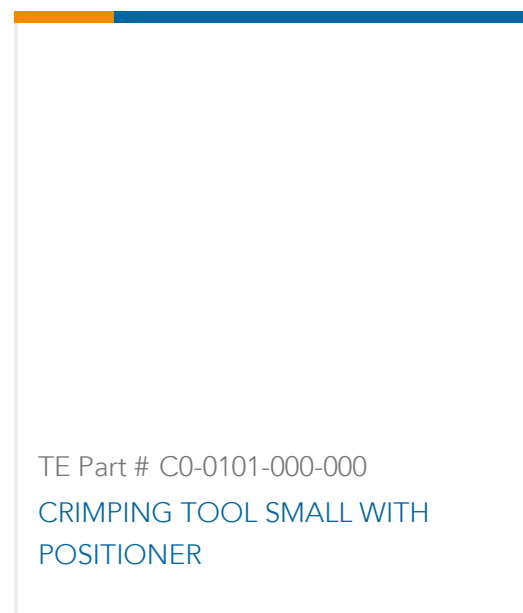 TE Part # C0-0101-000-000
CRIMPING TOOL SMALL WITH
POSITIONER